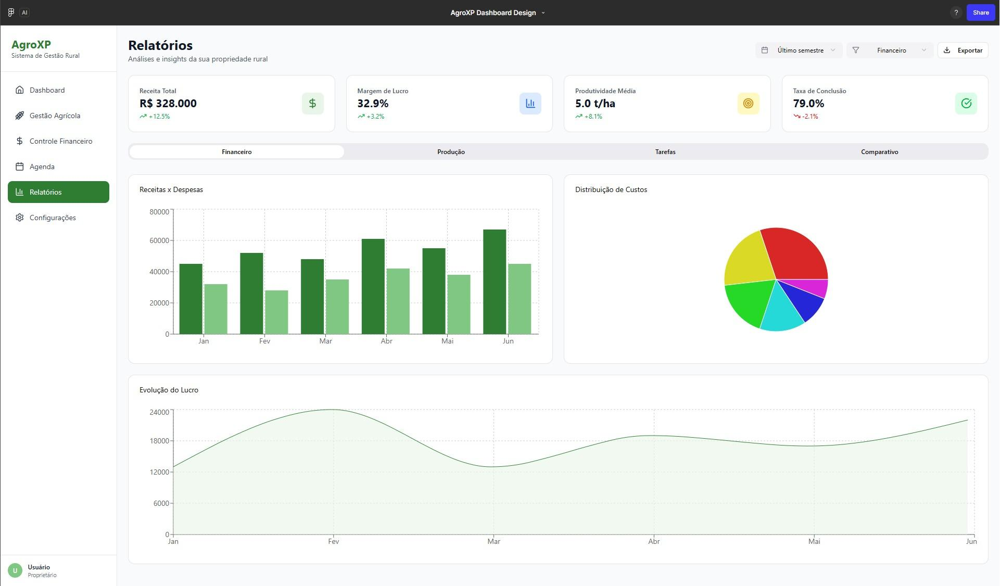 AI
AgroXP Dashboard Design
?
Share
AgroXP
Sistema de Gestão Rural
Dashboard
Gestão Agrícola
Controle Financeiro
Agenda
Relatórios
Configurações
U
Usuário
Proprietário
Relatórios
Análises e insights da sua propriedade rural
Último semestre
Financeiro
Exportar
Receita Total
R$ 328.000
+12.5%
Margem de Lucro
32.9%
+3.2%
Produtividade Média
5.0 t/ha
+8.1%
Taxa de Conclusão
79.0%
-2.1%
Financeiro
Produção
Tarefas
Comparativo
Receitas x Despesas
80000
60000
40000
20000
0
Jan Fev Mar Abr Mai Jun
Distribuição de Custos
Evolução do Lucro
24000
18000
12000
6000
0
Jan Fev Mar Abr Mai Jun